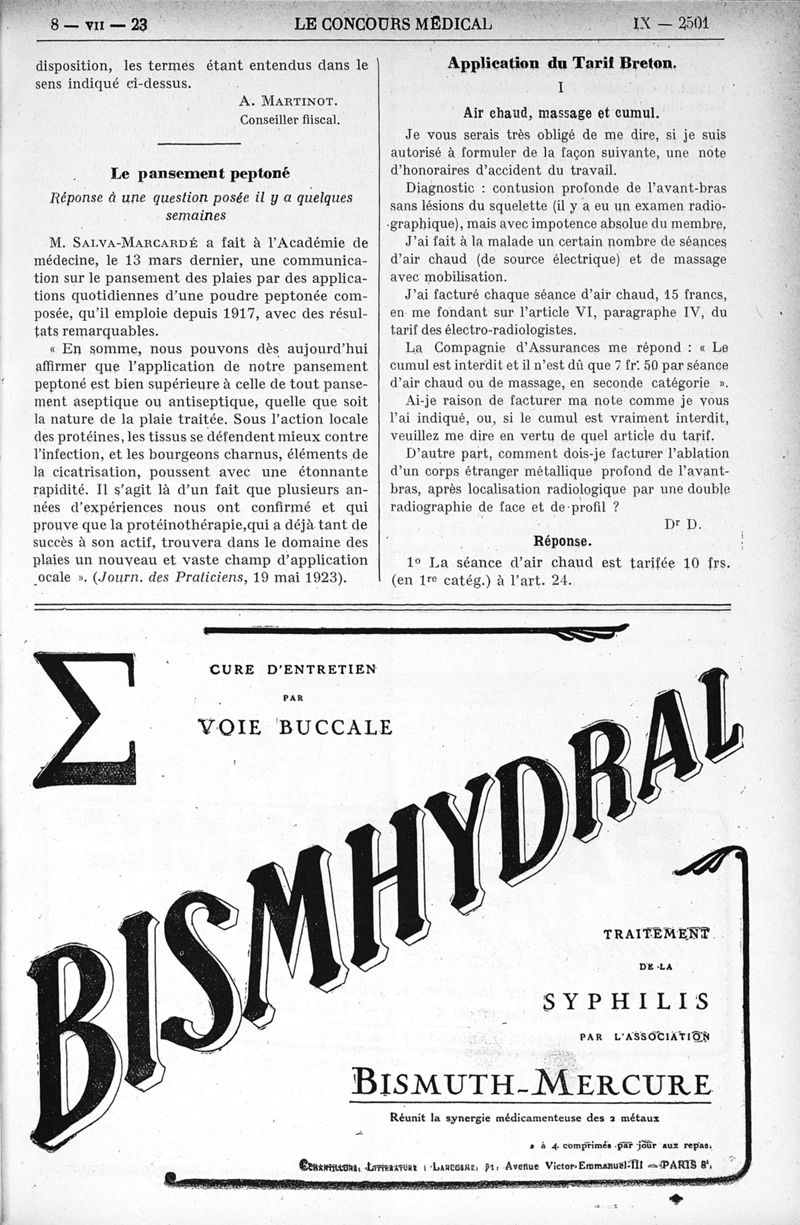 8 — VII — 23
LE CONCOURS MÉDICAL
IX — 2501
disposition, les termes étant entendus dans le
sens indiqué ci-dessus.
A. MARTINOT.
Conseiller fiiscal.
Le pansement peptoné
Réponse à une question posée il y a quelques
semaines
M. SALVA-MARCARDÉ a fait à l'Académie de
médecine, le 13 mars dernier, une communica-
tion sur le pansement des plaies par des applica-
tions quotidiennes d'une poudre peptonée com-
posée, qu'il emploie depuis 1917, avec des résul-
tats remarquables.
« En somme, nous pouvons dès aujourd'hui
affirmer que l'application de notre pansement
peptoné est bien supérieure à celle de tout panse-
ment aseptique ou antiseptique, quelle que soit
la nature de la plaie traitée. Sous l'action locale
des protéines, les tissus se défendent mieux contre
l'infection, et les bourgeons charnus, éléments de
la cicatrisation, poussent avec une étonnante
rapidité. Il s'agit là d'un fait que plusieurs an-
nées d'expériences nous ont confirmé et qui
prouve que la protéinothérapie,qui a déjà tant de
succès à son actif, trouvera dans le domaine des
plaies un nouveau et vaste champ d'application
ocale ». (Journ. des Praticiens, 19 mai 1923).
Application du Tarif Breton.
I
Air chaud, massage et cumul.
Je vous serais très obligé de me dire, si je suis
autorisé à formuler de la façon suivante, une note
d'honoraires d'accident du travail.
Diagnostic : contusion profonde de l'avant-bras
sans lésions du squelette (il y a eu un examen radio-
graphique), mais avec impotence absolue du membre.
J'ai fait à la malade un certain nombre de séances
d'air chaud (de source électrique) et de massage
avec mobilisation.
J'ai facturé chaque séance d'air chaud, 15 francs,
en me fondant sur l'article VI, paragraphe IV, du
tarif des électro-radiologistes.
La Compagnie d'Assurances me répond : « Le
cumul est interdit et il n'est dû que 7 fr. 50 par séance
d'air chaud ou de massage, en seconde catégorie ».
Ai-je raison de facturer ma note comme je vous
l'ai indiqué, ou, si le cumul est vraiment interdit,
veuillez me dire en vertu de quel article du tarif.
D'autre part, comment dois-je facturer l'ablation
d'un corps étranger métallique profond de l'avant-
bras, après localisation radiologique par une double
radiographie de face et de profil ?
Dr D.
Réponse.
1º La séance d'air chaud est tarifée 10 frs.
(en 1re catég.) à l'art. 24.
Σ
CURE D'ENTRETIEN
PAR
VOIE BUCCALE
BISMHYDRAL
TRAITEMENT
DE LA
SYPHILIS
PAR L'ASSOCIATION
BISMUTH-MERCURE
Réunit la synergie médicamenteuse des 2 métaux
à 4 comprimés par jour aux repas.
ÉCHANTILLONS, LITTÉRATURE : Avenue Victor-Emmanuel-III — PARIS 8e,